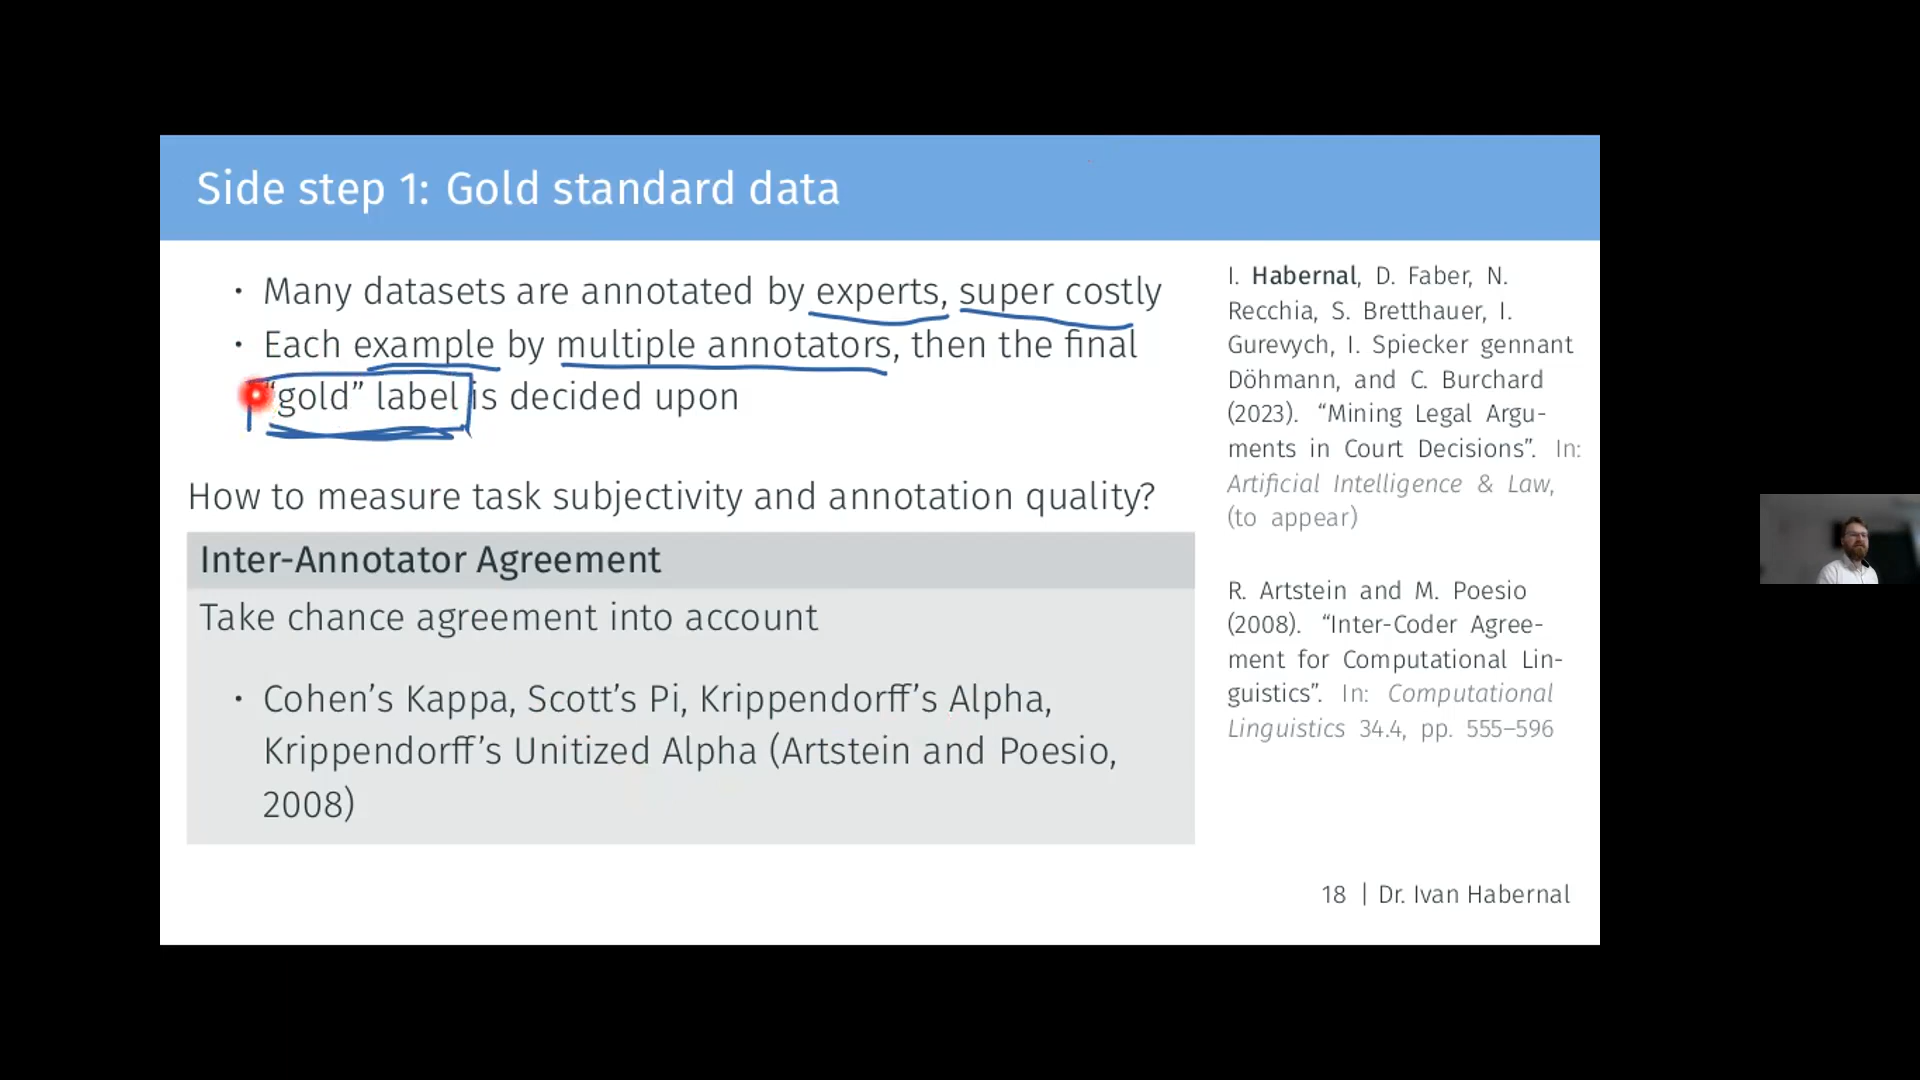 Side step 1: Gold standard data
• Many datasets are annotated by experts, super costly
• Each example by multiple annotators, then the final
“gold” label is decided upon
How to measure task subjectivity and annotation quality?
Inter-Annotator Agreement
Take chance agreement into account
• Cohen’s Kappa, Scott’s Pi, Krippendorff’s Alpha,
Krippendorff’s Unitized Alpha (Artstein and Poesio,
2008)
I. Habernal, D. Faber, N.
Recchia, S. Bretthauer, I.
Gurevych, I. Spiecker gennant
Döhmann, and C. Burchard
(2023). “Mining Legal Argu-
ments in Court Decisions”. In:
Artificial Intelligence & Law,
(to appear)
R. Artstein and M. Poesio
(2008). “Inter-Coder Agree-
ment for Computational Lin-
guistics”. In: Computational
Linguistics 34.4, pp. 555–596
18 | Dr. Ivan Habernal